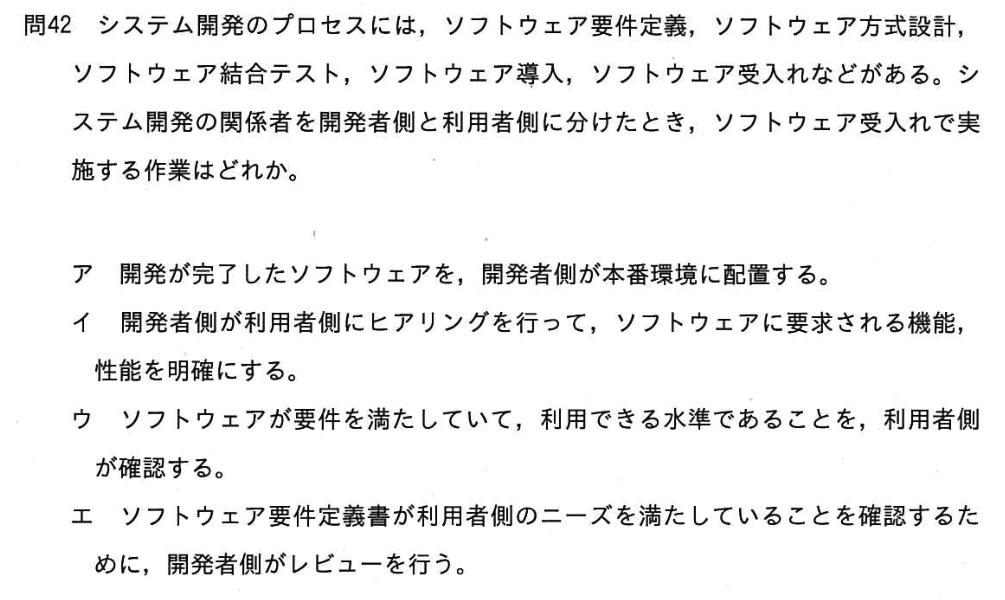 問42　システム開発のプロセスには，ソフトウェア要件定義，ソフトウェア方式設計，
ソフトウェア結合テスト，ソフトウェア導入，ソフトウェア受入れなどがある。シ
ステム開発の関係者を開発者側と利用者側に分けたとき，ソフトウェア受入れで実
施する作業はどれか。
ア　開発が完了したソフトウェアを，開発者側が本番環境に配置する。
イ　開発者側が利用者側にヒアリングを行って，ソフトウェアに要求される機能，
性能を明確にする。
ウ　ソフトウェアが要件を満たしていて，利用できる水準であることを，利用者側
が確認する。
エ　ソフトウェア要件定義書が利用者側のニーズを満たしていることを確認するた
めに，開発者側がレビューを行う。